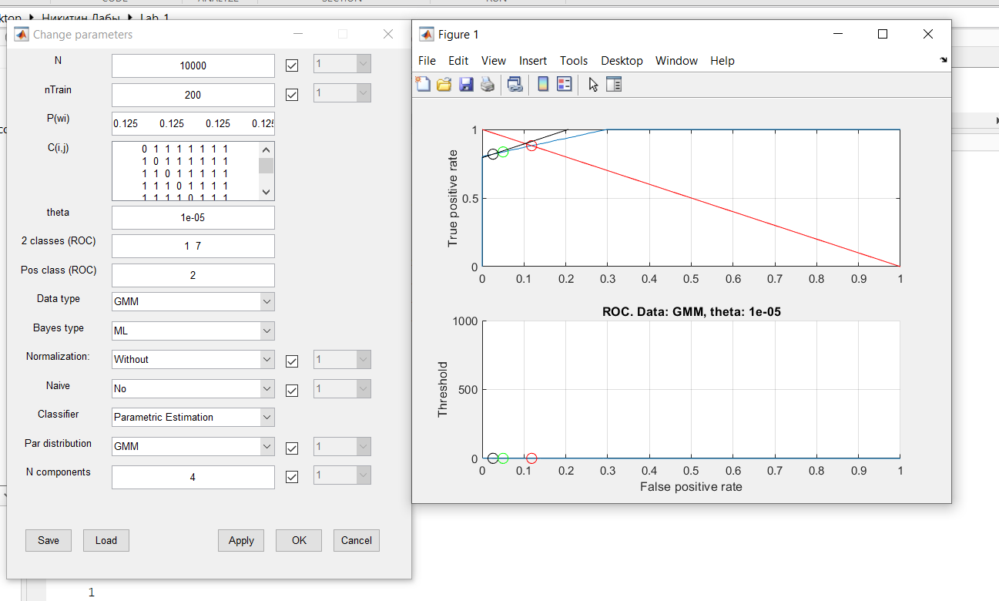 CODE ANALYZE SECTION RUN
ktop Никитин Лабы Lab_1
Change parameters
N 10000 1
nTrain 200 1
P(wi) 0.125 0.125 0.125
C(i,j) 0 1 1 1 1 1 1 1
1 0 1 1 1 1 1 1
1 1 0 1 1 1 1 1
1 1 1 0 1 1 1 1
1 1 1 1 0 1 1 1
theta 1e-05
2 classes (ROC) 1 7
Pos class (ROC) 2
Data type GMM
Bayes type ML
Normalization: Without 1
Naive No 1
Classifier Parametric Estimation
Par distribution GMM 1
N components 4 1
Save Load Apply OK Cancel
1
Figure 1
File Edit View Insert Tools Desktop Window Help
True positive rate
1
0.5
0
0 0.1 0.2 0.3 0.4 0.5 0.6 0.7 0.8 0.9 1
ROC. Data: GMM, theta: 1e-05
Threshold
1000
500
0
0 0.1 0.2 0.3 0.4 0.5 0.6 0.7 0.8 0.9 1
False positive rate